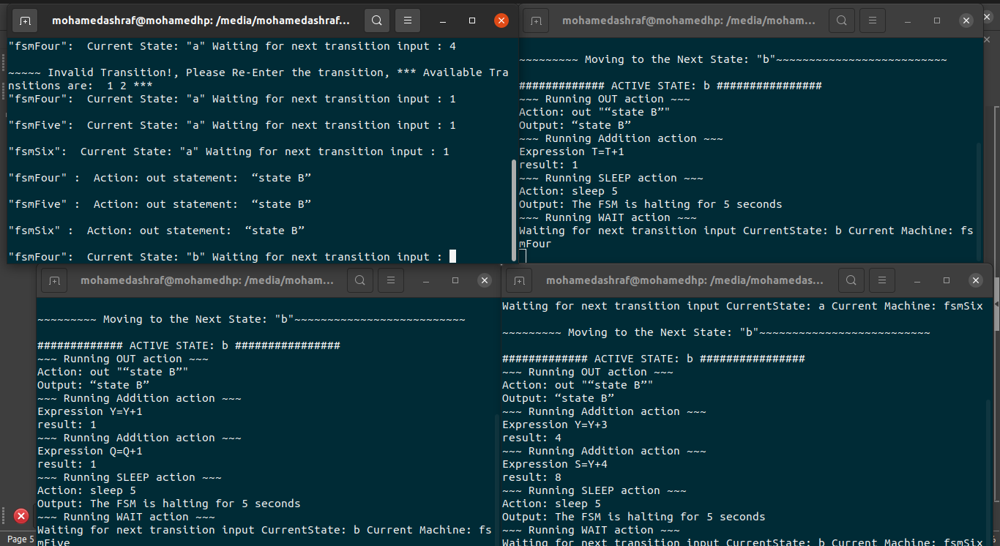 mohamedashraf@mohamedhp: /media/mohamedashraf...
"fsmFour":  Current State: "a" Waiting for next transition input : 4
~~~~~ Invalid Transition!, Please Re-Enter the transition, *** Available Tra
nsitions are:  1 2 ***
"fsmFour":  Current State: "a" Waiting for next transition input : 1
"fsmFive":  Current State: "a" Waiting for next transition input : 1
"fsmSix":  Current State: "a" Waiting for next transition input : 1
"fsmFour" :  Action: out statement:  “state B”
"fsmFive" :  Action: out statement:  “state B”
"fsmSix" :  Action: out statement:  “state B”
"fsmFour":  Current State: "b" Waiting for next transition input :
mohamedashraf@mohamedhp: /media/moham...
~~~~~~~~~ Moving to the Next State: "b"~~~~~~~~~~~~~~~~~~~~~~~~~~
############# ACTIVE STATE: b ################
~~~ Running OUT action ~~~
Action: out "“state B”"
Output: “state B”
~~~ Running Addition action ~~~
Expression T=T+1
result: 1
~~~ Running SLEEP action ~~~
Action: sleep 5
Output: The FSM is halting for 5 seconds
~~~ Running WAIT action ~~~
Waiting for next transition input CurrentState: b Current Machine: fs
mFour
mohamedashraf@mohamedhp: /media/moham...
~~~~~~~~~ Moving to the Next State: "b"~~~~~~~~~~~~~~~~~~~~~~~~~~
############# ACTIVE STATE: b ################
~~~ Running OUT action ~~~
Action: out "“state B”"
Output: “state B”
~~~ Running Addition action ~~~
Expression Y=Y+1
result: 1
~~~ Running Addition action ~~~
Expression Q=Q+1
result: 1
~~~ Running SLEEP action ~~~
Action: sleep 5
Output: The FSM is halting for 5 seconds
~~~ Running WAIT action ~~~
Waiting for next transition input CurrentState: b Current Machine: fs
mFive
mohamedashraf@mohamedhp: /media/mohamedas...
Waiting for next transition input CurrentState: a Current Machine: fsmSix
~~~~~~~~~ Moving to the Next State: "b"~~~~~~~~~~~~~~~~~~~~~~~~~~
############# ACTIVE STATE: b ################
~~~ Running OUT action ~~~
Action: out "“state B”"
Output: “state B”
~~~ Running Addition action ~~~
Expression Y=Y+3
result: 4
~~~ Running Addition action ~~~
Expression S=Y+4
result: 8
~~~ Running SLEEP action ~~~
Action: sleep 5
Output: The FSM is halting for 5 seconds
~~~ Running WAIT action ~~~
Waiting for next transition input CurrentState: b Current Machine: fsmSix
Page 5